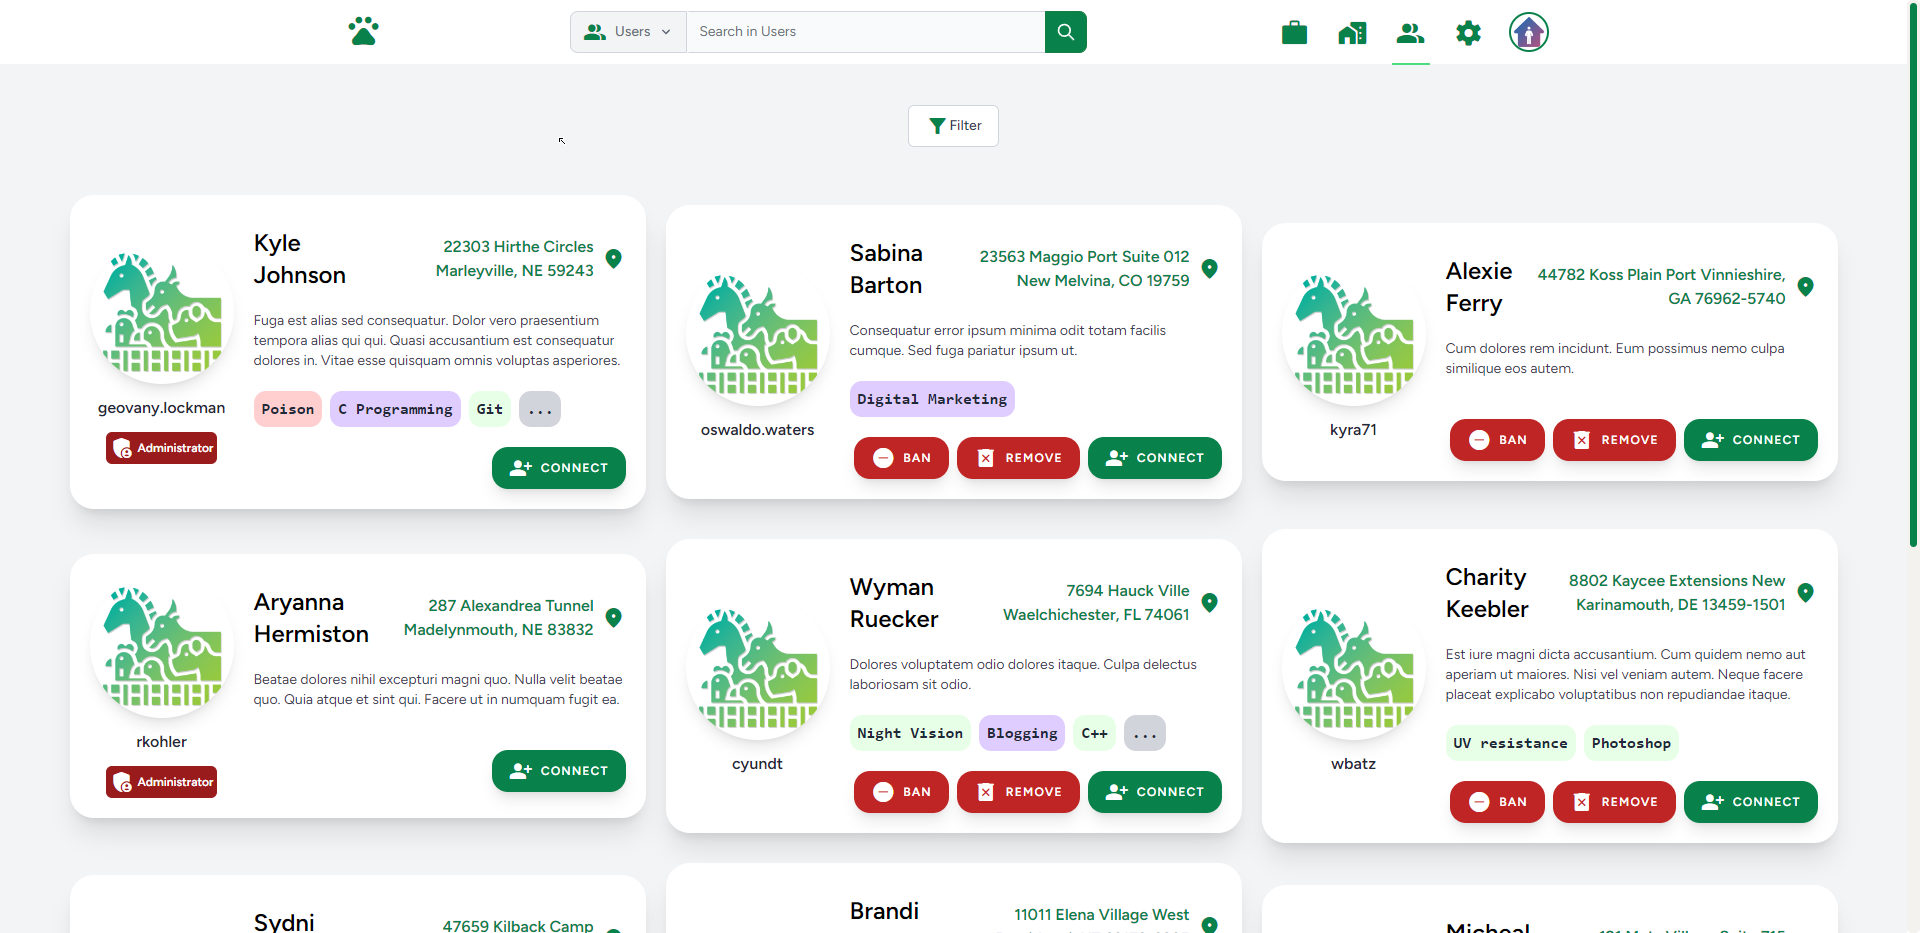 Users
Search in Users
Filter
Kyle
Johnson
22303 Hirthe Circles
Marleyville, NE 59243
Fuga est alias sed consequatur. Dolor vero praesentium
tempora alias qui qui. Quasi accusantium est consequatur
dolores in. Vitae esse quisquam omnis voluptas asperiores.
Poison
C Programming
Git
...
geovany.lockman
Administrator
CONNECT
Sabina
Barton
23563 Maggio Port Suite 012
New Melvina, CO 19759
Consequatur error ipsum minima odit totam facilis
cumque. Sed fuga pariatur ipsum ut.
Digital Marketing
oswaldo.waters
BAN
REMOVE
CONNECT
Alexie
Ferry
44782 Koss Plain Port Vinnieshire,
GA 76962-5740
Cum dolores rem incidunt. Eum possimus nemo culpa
similique eos autem.
kyra71
BAN
REMOVE
CONNECT
Aryanna
Hermiston
287 Alexandrea Tunnel
Madelynmouth, NE 83832
Beatae dolores nihil excepturi magni quo. Nulla velit beatae
quo. Quia atque et sint qui. Facere ut in numquam fugit ea.
rkohler
Administrator
CONNECT
Wyman
Ruecker
7694 Hauck Ville
Waelchichester, FL 74061
Dolores voluptatem odio dolores itaque. Culpa delectus
laboriosam sit odio.
Night Vision
Blogging
C++
...
cyundt
BAN
REMOVE
CONNECT
Charity
Keebler
8802 Kaycee Extensions New
Karinamouth, DE 13459-1501
Est iure magni dicta accusantium. Cum quidem nemo aut
aperiam ut maiores. Nisi vel veniam autem. Neque facere
placeat explicabo voluptatibus non repudiandae itaque.
UV resistance
Photoshop
wbatz
BAN
REMOVE
CONNECT
Sydni
47659 Kilback Camp
Brandi
11011 Elena Village West
Micheal